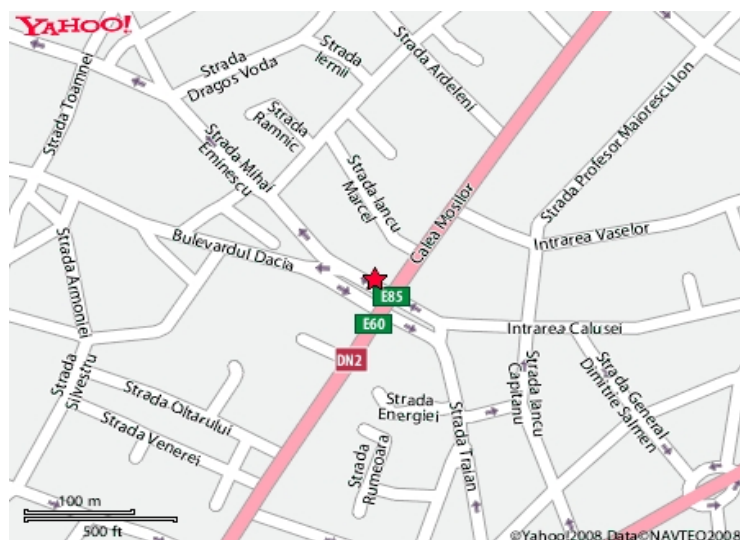 YAHOO!
Strada
Iernii
Strada Ardeleni
Strada
Dragos Voda
Strada Toamnei
Strada
Ramnic
Strada Profesor Maiorescu Ion
Strada Mihai
Eminescu
Strada Iancu
Marcel
Calea Mosilor
Intrarea Vaselor
Bulevardul Dacia
Strada Armoniei
E85
E60
Intrarea Calusei
DN2
Strada
Silvestru
Strada Oltarului
Strada Venerei
Strada
Energiei
Strada Iancu
Capitanu
Strada General
Dimitrie Salmen
Strada Traian
Strada
Rumeoara
100 m
500 ft
©Yahoo!2008 Data©NAVTEQ2008